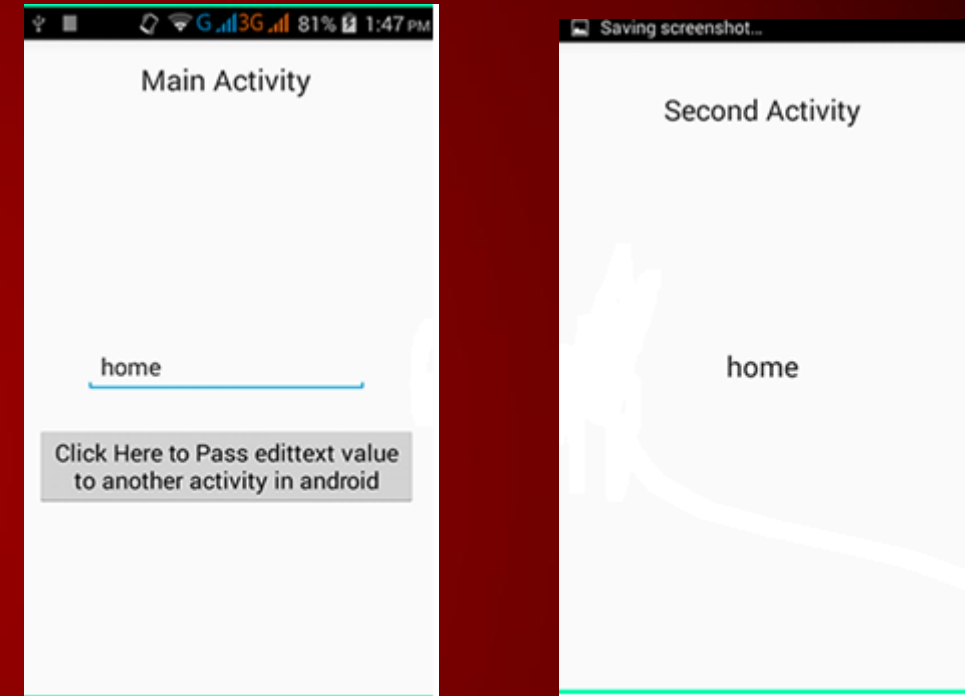 G 3G 81% 1:47 PM
Main Activity
home
Click Here to Pass edittext value
to another activity in android
Saving screenshot...
Second Activity
home